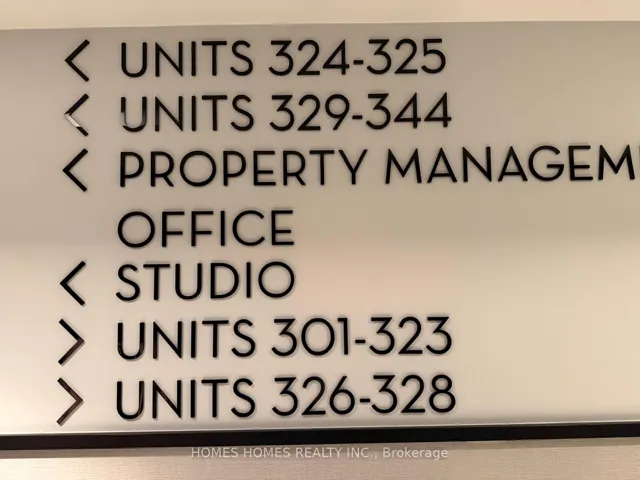 < UNITS 324-325
< UNITS 329-344
< PROPERTY MANAGEM
OFFICE
< STUDIO
> UNITS 301-323
> UNITS 326-328
HOMES HOMES REALTY INC., Brokerage